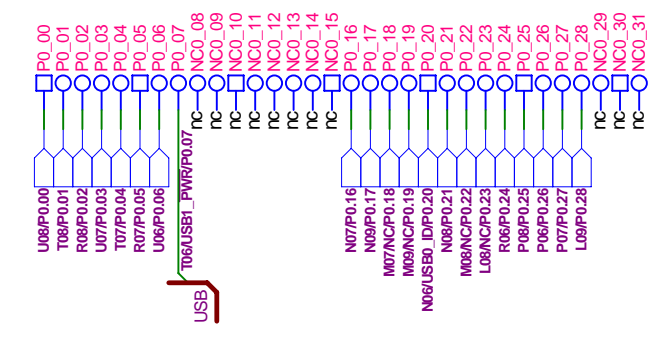 P0_00
P0_01
P0_02
P0_03
P0_04
P0_05
P0_06
P0_07
NC0_08
NC0_09
NC0_10
NC0_11
NC0_12
NC0_13
NC0_14
NC0_15
P0_16
P0_17
P0_18
P0_19
P0_20
P0_21
P0_22
P0_23
P0_24
P0_25
P0_26
P0_27
P0_28
NC0_29
NC0_30
NC0_31
nc
nc
nc
nc
nc
nc
nc
nc
nc
nc
nc
U08/P0.00
T08/P0.01
R08/P0.02
U07/P0.03
T07/P0.04
R07/P0.05
U06/P0.06
T06/USB1_PWR/P0.07
N07/P0.16
N09/P0.17
M07/NC/P0.18
M09/NC/P0.19
N06/USB0_ID/P0.20
N08/P0.21
M08/NC/P0.22
L08/NC/P0.23
R06/P0.24
P08/P0.25
P06/P0.26
P07/P0.27
L09/P0.28
USB